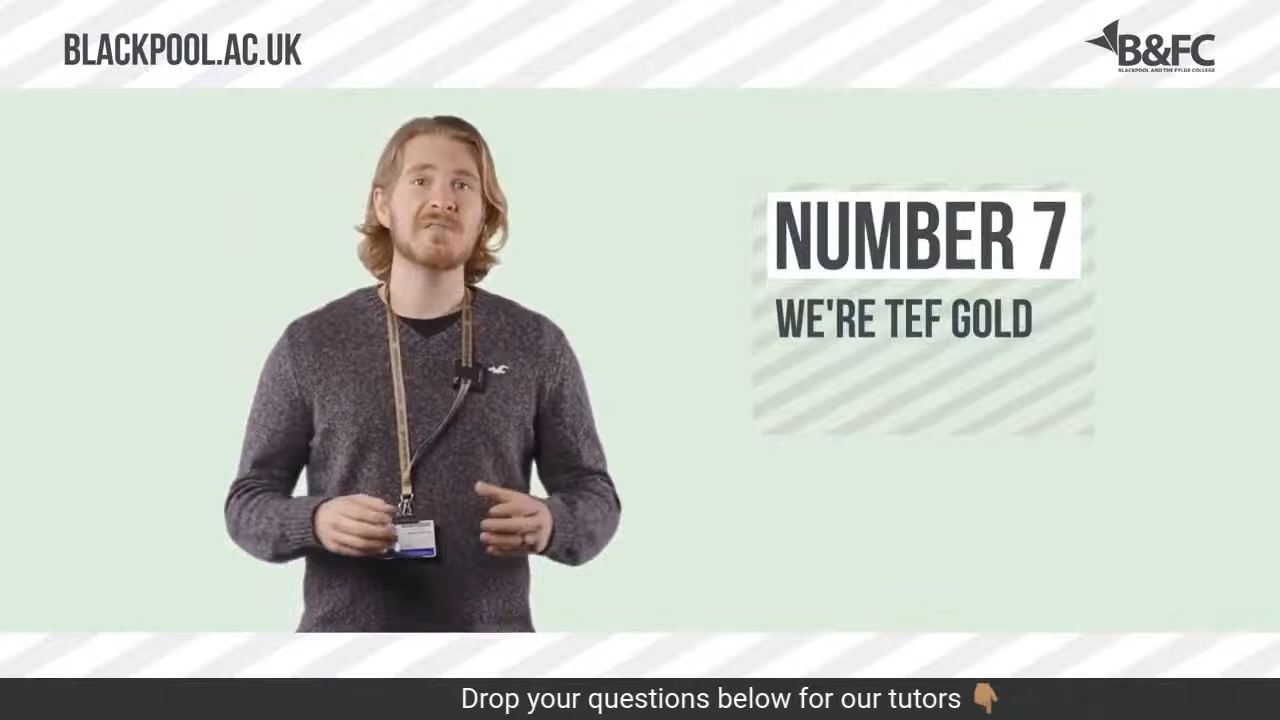 BLACKPOOL.AC.UK
B&FC
BLACKPOOL AND THE FYLDE COLLEGE
NUMBER 7
WE'RE TEF GOLD
Drop your questions below for our tutors 👇🏽